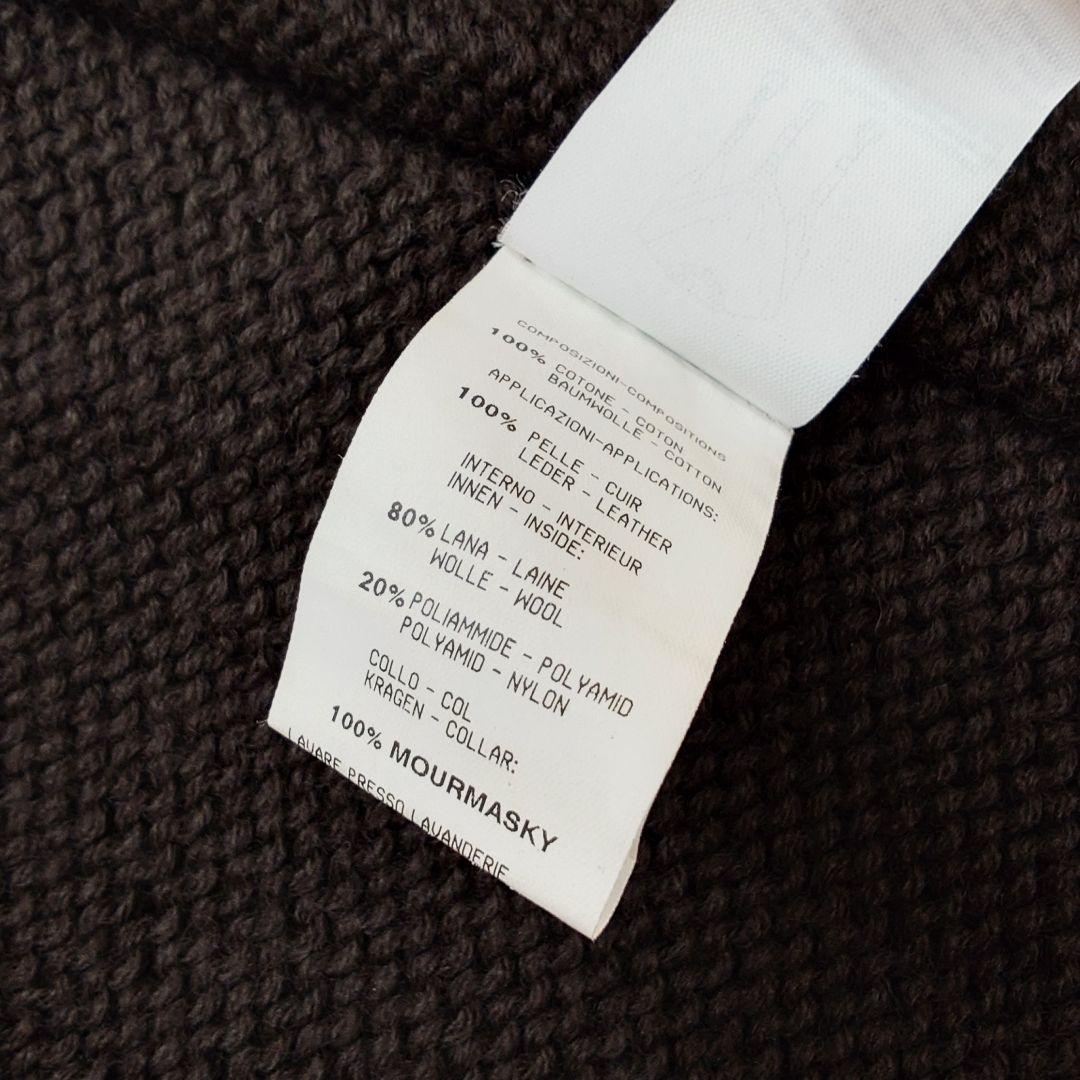 COMPOSIZIONI-COMPOSITIONS
100% COTONE - COTON
BAUMWOLLE - COTTON
APPLICAZIONI-APPLICATIONS:
100% PELLE - CUIR
LEDER - LEATHER
INTERNO - INTERIEUR
INNEN - INSIDE:
80% LANA - LAINE
WOLLE - WOOL
20% POLIAMMIDE - POLYAMID
POLYAMID - NYLON
COLLO - COL
KRAGEN - COLLAR:
100% MOURMASKY
LAVARE PRESSO LAVANDERIE